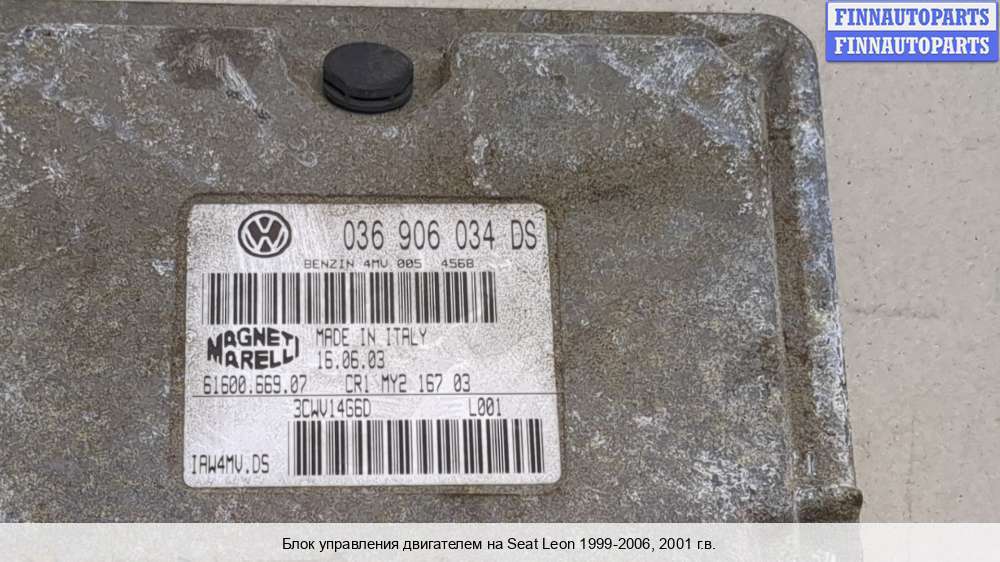 FINNAUTOPARTS
FINNAUTOPARTS
036 906 034 DS
BENZIN 4MV 005 4568
MAGNETI MARELLI
MADE IN ITALY
16.06.03
61600.669.07 CR1 MY2 167 03
3CWV1466D L001
IAW4MV.DS
Блок управления двигателем на Seat Leon 1999-2006, 2001 г.в.